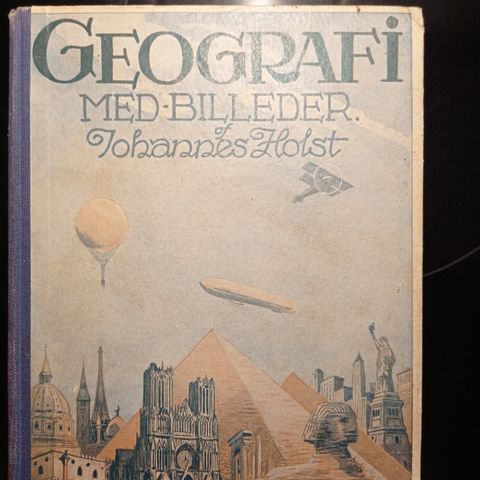 GEOGRAFI
MED-BILLEDER.
af
Johannes Holst